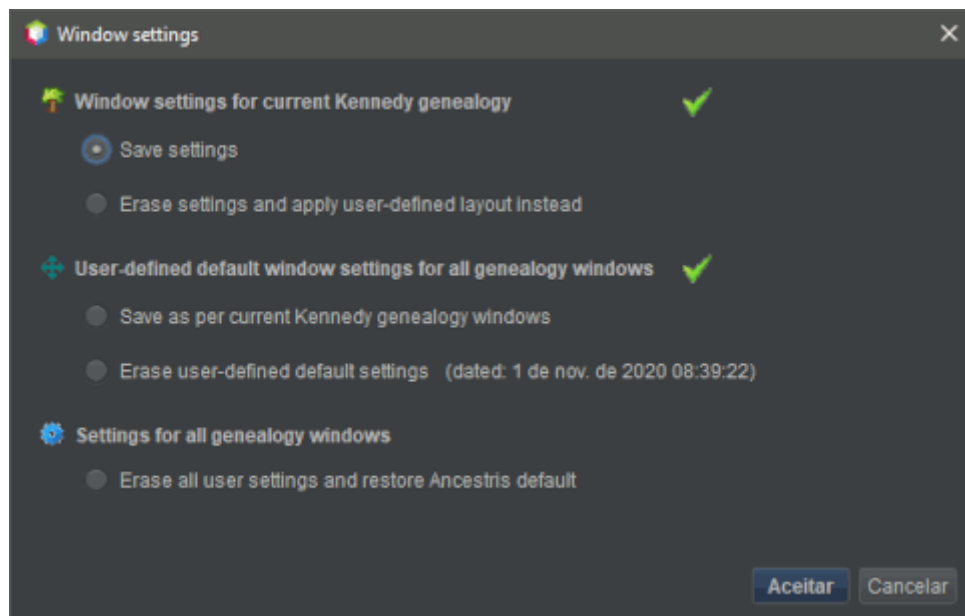 Window settings
Window settings for current Kennedy genealogy
Save settings
Erase settings and apply user-defined layout instead
User-defined default window settings for all genealogy windows
Save as per current Kennedy genealogy windows
Erase user-defined default settings (dated: 1 de nov. de 2020 08:39:22)
Settings for all genealogy windows
Erase all user settings and restore Ancestris default
Aceitar Cancelar